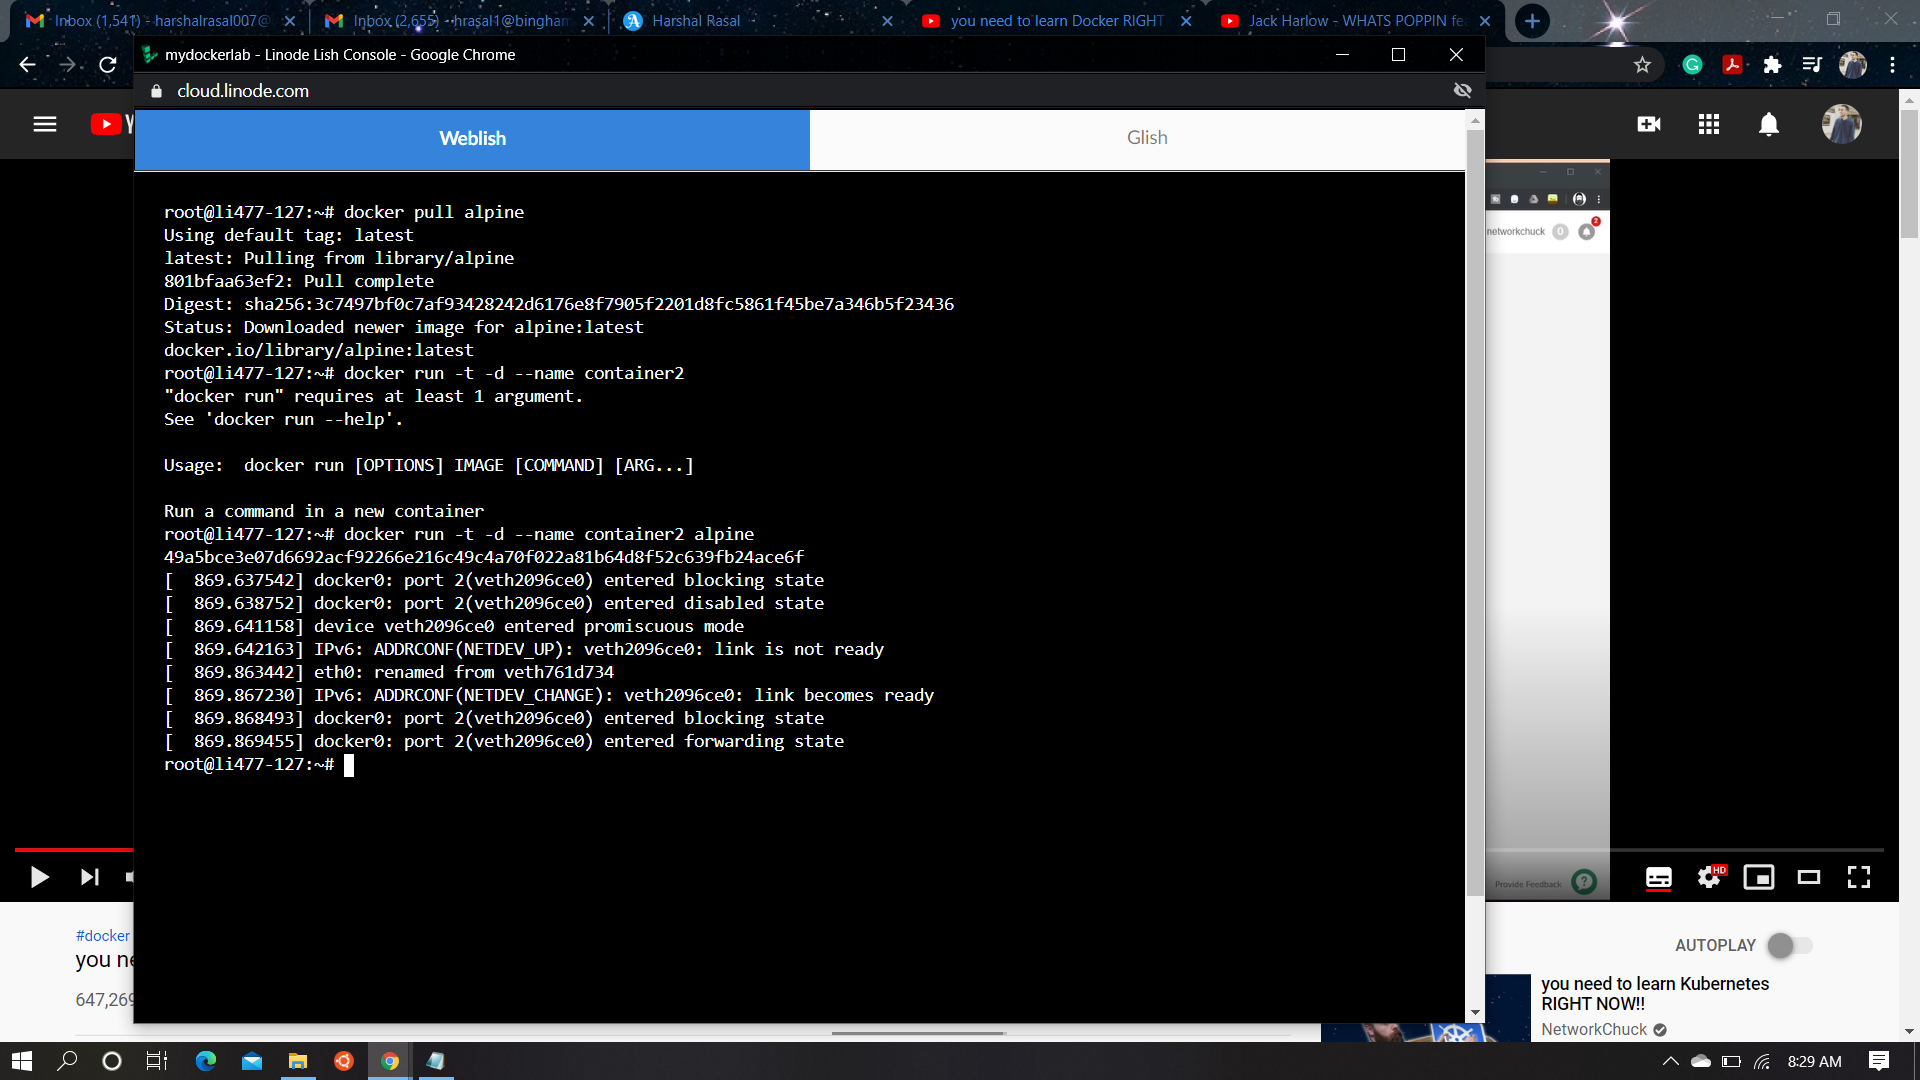 Inbox (1,541) - harshalrasal007@
Inbox (2,655) - hrasal1@bingham
Harshal Rasal
you need to learn Docker RIGHT
Jack Harlow - WHATS POPPIN fe
mydockerlab - Linode Lish Console - Google Chrome
cloud.linode.com
Weblish
Glish
root@li477-127:~# docker pull alpine
Using default tag: latest
latest: Pulling from library/alpine
801bfaa63ef2: Pull complete
Digest: sha256:3c7497bf0c7af93428242d6176e8f7905f2201d8fc5861f45be7a346b5f23436
Status: Downloaded newer image for alpine:latest
docker.io/library/alpine:latest
root@li477-127:~# docker run -t -d --name container2
"docker run" requires at least 1 argument.
See 'docker run --help'.
Usage:  docker run [OPTIONS] IMAGE [COMMAND] [ARG...]
Run a command in a new container
root@li477-127:~# docker run -t -d --name container2 alpine
49a5bce3e07d6692acf92266e216c49c4a70f022a81b64d8f52c639fb24ace6f
[  869.637542] docker0: port 2(veth2096ce0) entered blocking state
[  869.638752] docker0: port 2(veth2096ce0) entered disabled state
[  869.641158] device veth2096ce0 entered promiscuous mode
[  869.642163] IPv6: ADDRCONF(NETDEV_UP): veth2096ce0: link is not ready
[  869.863442] eth0: renamed from veth761d734
[  869.867230] IPv6: ADDRCONF(NETDEV_CHANGE): veth2096ce0: link becomes ready
[  869.868493] docker0: port 2(veth2096ce0) entered blocking state
[  869.869455] docker0: port 2(veth2096ce0) entered forwarding state
root@li477-127:~#
networkchuck 0 2
Provide Feedback ?
HD
#docker
you ne
647,269
AUTOPLAY
you need to learn Kubernetes
RIGHT NOW!!
NetworkChuck
8:29 AM